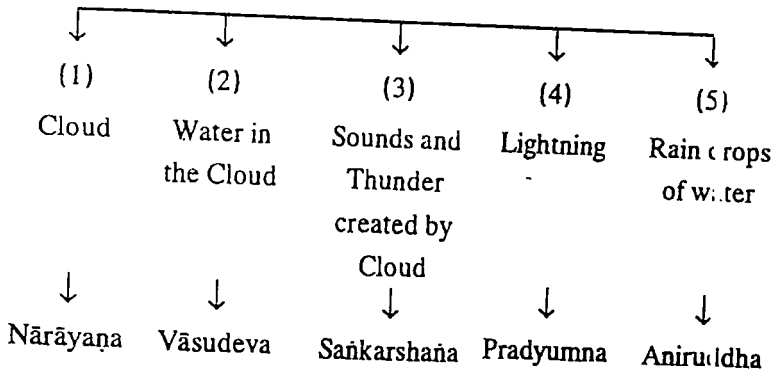 (1) (2) (3) (4) (5)
Cloud Water in Sounds and Lightning Rain drops
the Cloud Thunder of water
created by
Cloud
Nārāyaṇa Vāsudeva Saṅkarshaṅa Pradyumna Aniruddha